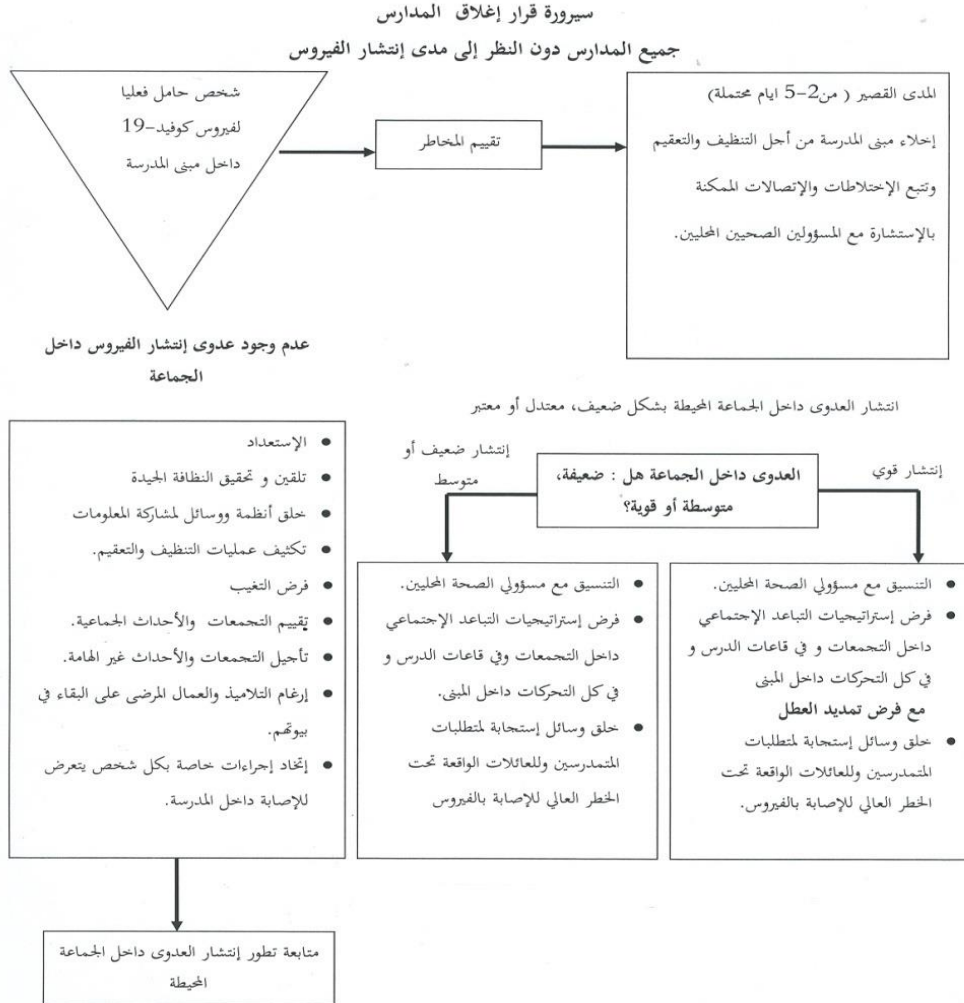 سيرورة قرار إغلاق المدارس
جميع المدارس دون النظر إلى مدى إنتشار الفيروس
شخص حامل فعليا
لفيروس كوفيد-19
داخل مبنى المدرسة
تقييم المخاطر
المدى القصير ( من2-5 ايام محتملة)
إخلاء مبنى المدرسة من أجل التنظيف والتعقيم
وتتبع الإختلاطات والإتصالات الممكنة
بالإستشارة مع المسؤولين الصحيين المحليين.
عدم وجود عدوى إنتشار الفيروس داخل
الجماعة
انتشار العدوى داخل الجماعة المحيطة بشكل ضعيف، معتدل أو معتبر
إنتشار قوي
العدوى داخل الجماعة هل : ضعيفة،
متوسطة أو قوية؟
إنتشار ضعيف أو
متوسط
• التنسيق مع مسؤولي الصحة المحليين.
• فرض إستراتيجيات التباعد الإجتماعي
داخل التجمعات و في قاعات الدرس و
في كل التحركات داخل المبنى
مع فرض تمديد العطل
• خلق وسائل إستجابة لمتطلبات
المتمدرسين وللعائلات الواقعة تحت
الخطر العالي للإصابة بالفيروس.
• التنسيق مع مسؤولي الصحة المحليين.
• فرض إستراتيجيات التباعد الإجتماعي
داخل التجمعات وفي قاعات الدرس و
في كل التحركات داخل المبنى.
• خلق وسائل إستجابة لمتطلبات
المتمدرسين وللعائلات الواقعة تحت
الخطر العالي للإصابة بالفيروس
• الإستعداد
• تلقين و تحقيق النظافة الجيدة
• خلق أنظمة ووسائل لمشاركة المعلومات
• تكثيف عمليات التنظيف والتعقيم.
• فرض التغيب
• تقييم التجمعات والأحداث الجماعية.
• تأجيل التجمعات والأحداث غير الهامة.
• إرغام التلاميذ والعمال المرضى على البقاء في
بيوتهم.
• إتخاد إجراءات خاصة بكل شخص يتعرض
للإصابة داخل المدرسة.
متابعة تطور إنتشار العدوى داخل الجماعة
المحيطة